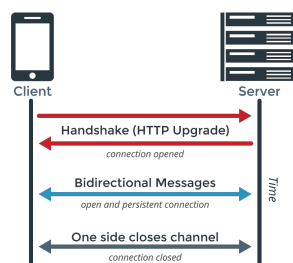 Client
Server
Handshake (HTTP Upgrade)
connection opened
Bidirectional Messages
open and persistent connection
Time
One side closes channel
connection closed